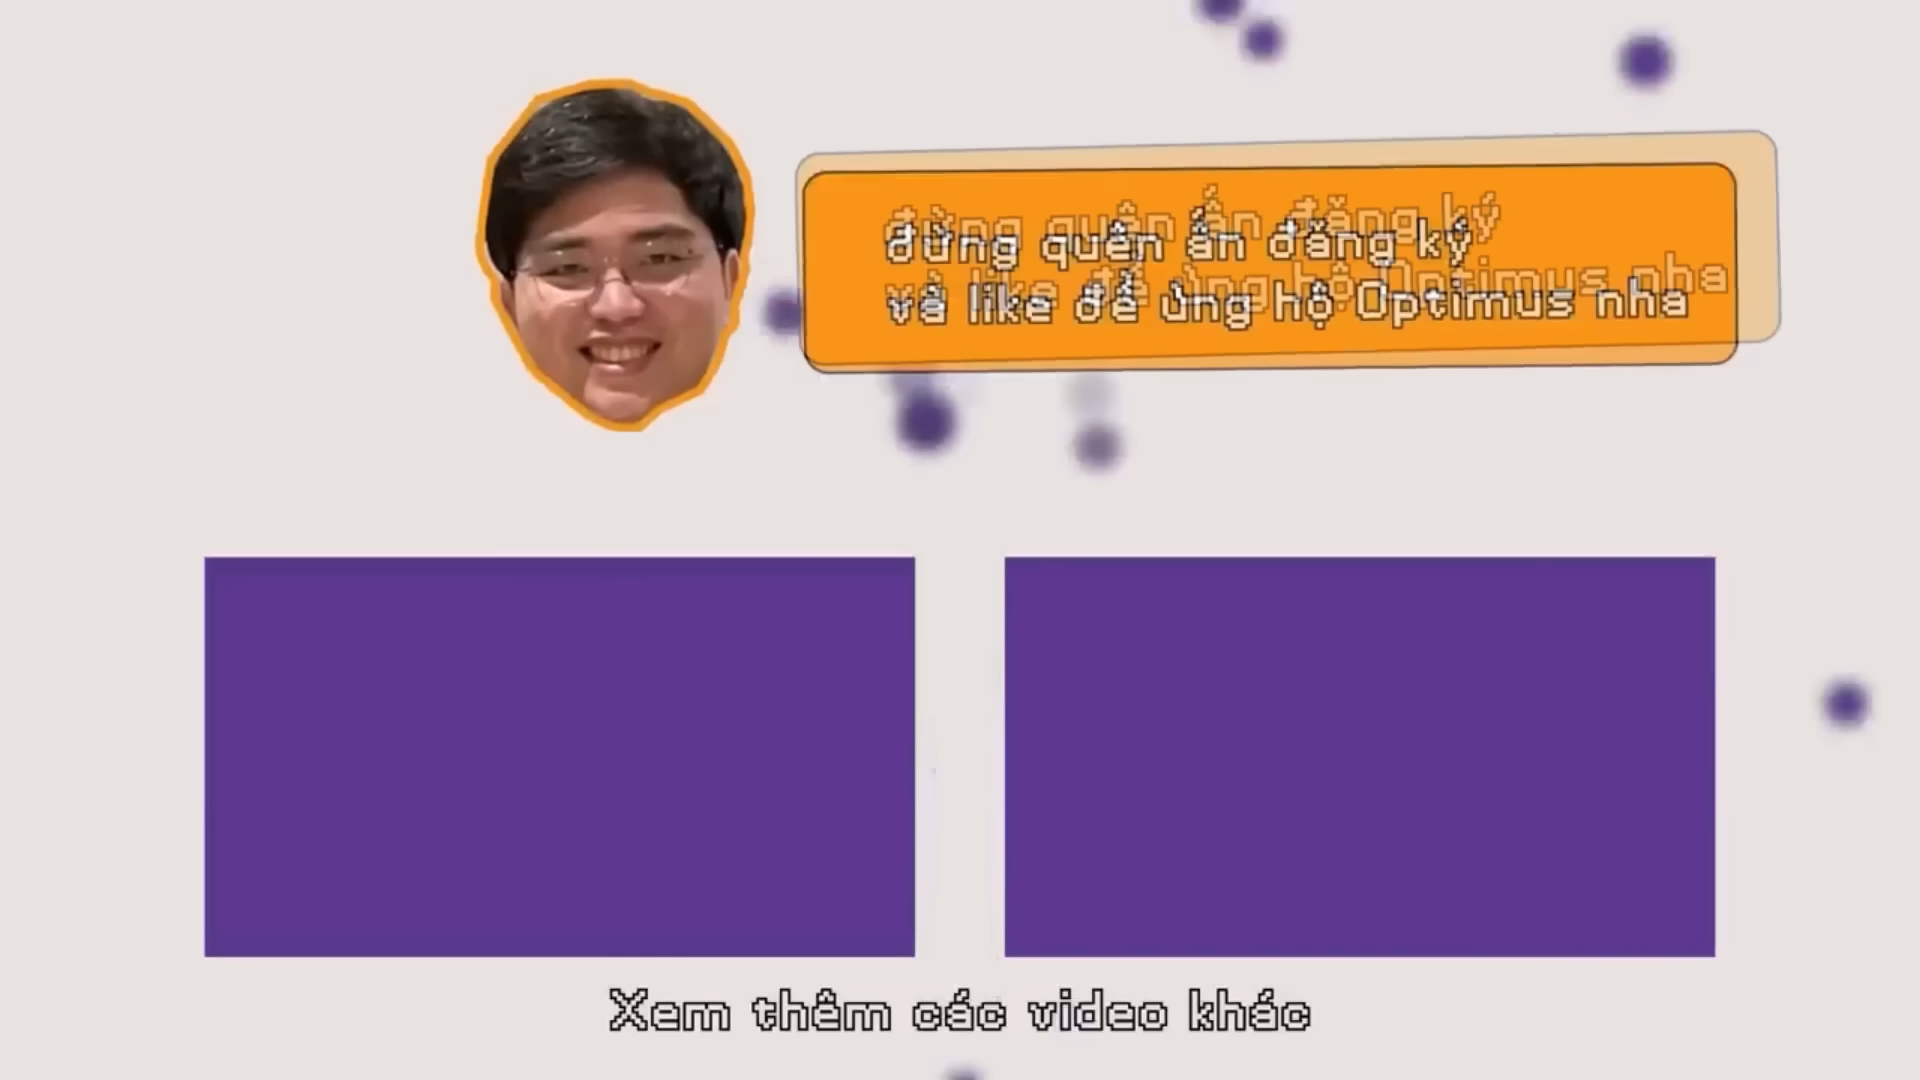 đừng quên ấn đăng ký
và like để ủng hộ Optimus nha
Xem thêm các video khác